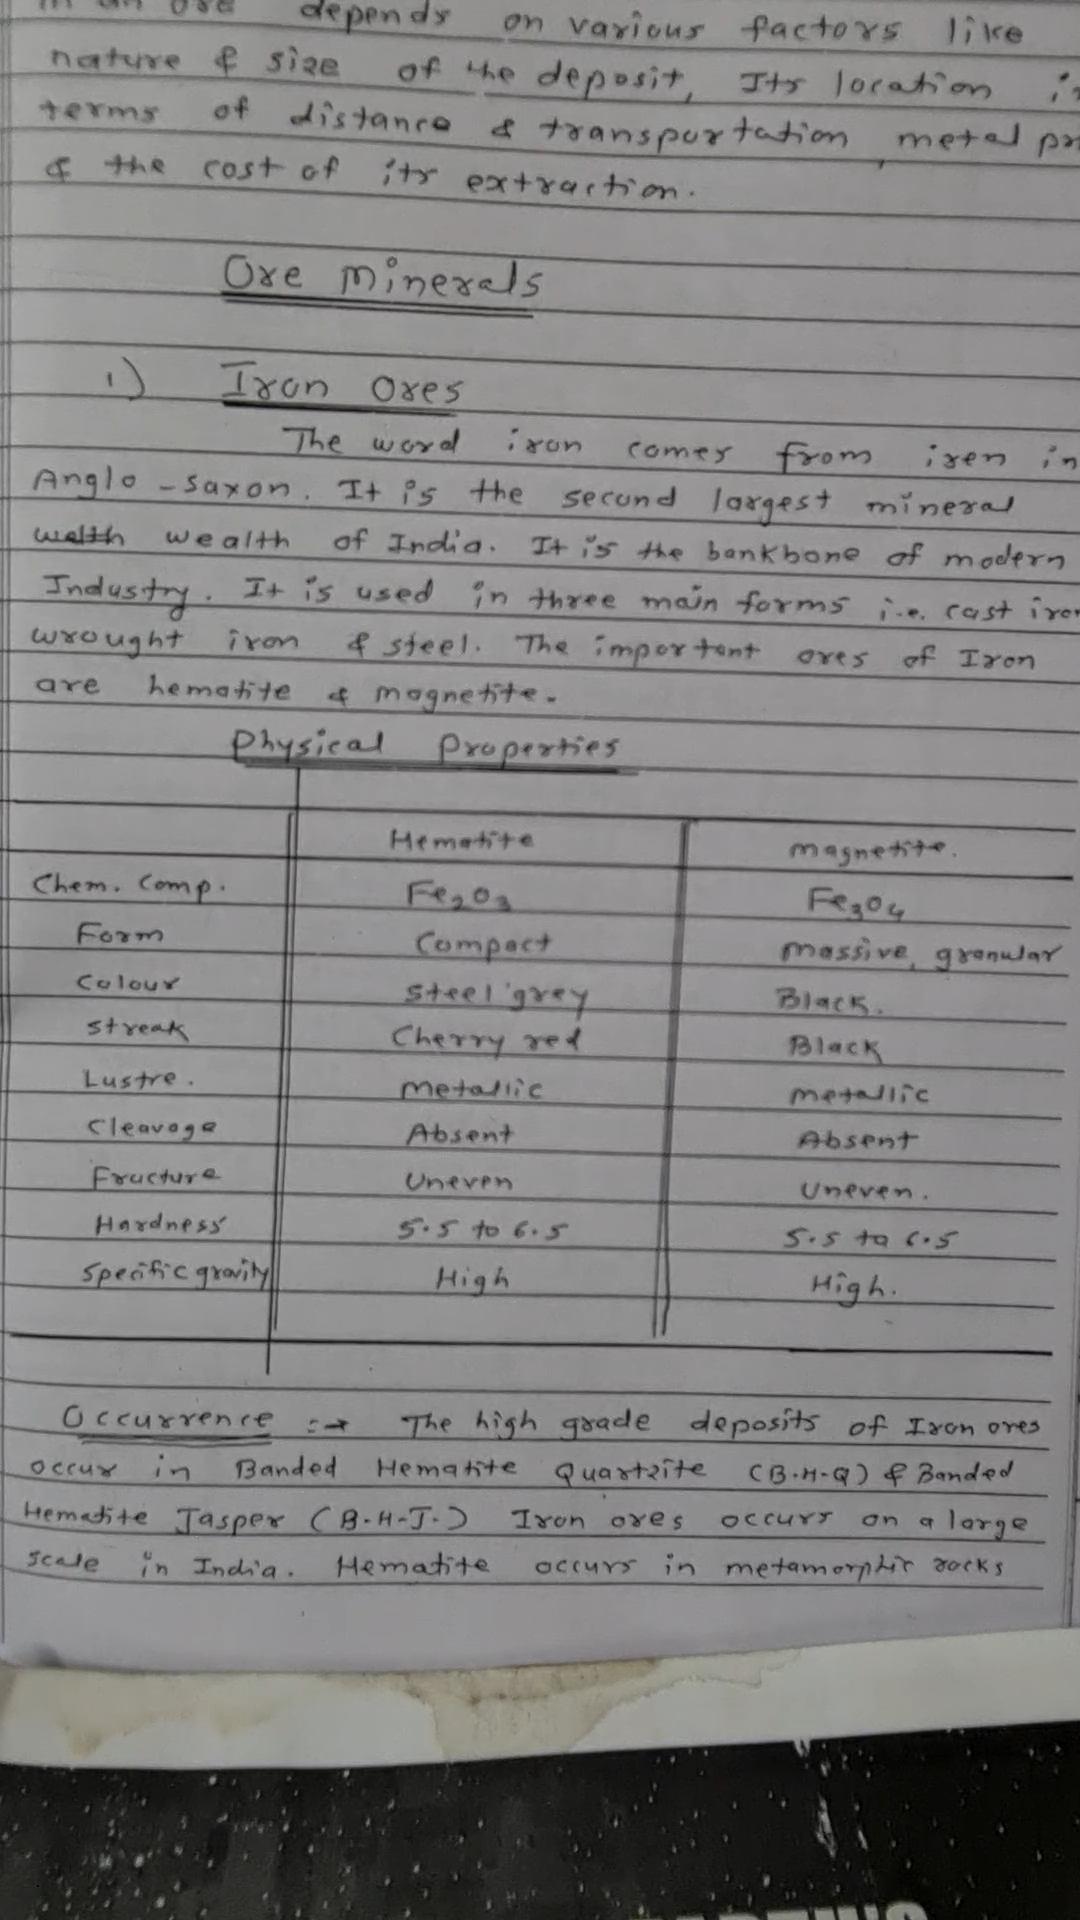 in an ore depends on various factors like
nature & size of the deposit, Its location
terms of distance & transportation, metal
& the cost of its extraction.
Ore Minerals
1) Iron Ores
The word iron comes from iren in
Anglo-saxon. It is the second largest mineral
welth wealth of India. It is the bankbone of modern
Industry. It is used in three main forms i.e. cast iron
wrought iron & steel. The important ores of Iron
are hematite & magnetite.
Physical Properties
Hematite magnetite.
Chem. Comp. Fe₂O₃ Fe₃O₄
Form Compact massive, granular
Colour Steel grey Black.
Streak Cherry red Black
Lustre. metallic metallic
Cleavage Absent Absent
Fructure Uneven Uneven.
Hardness 5.5 to 6.5 5.5 to 6.5
Specific gravity High High.
Occurrence :→ The high grade deposits of Iron ores
occur in Banded Hematite Quartzite (B.H-Q) & Banded
Hematite Jasper (B.H-J.) Iron ores occurs on a large
scale in India. Hematite occurs in metamorphic rocks